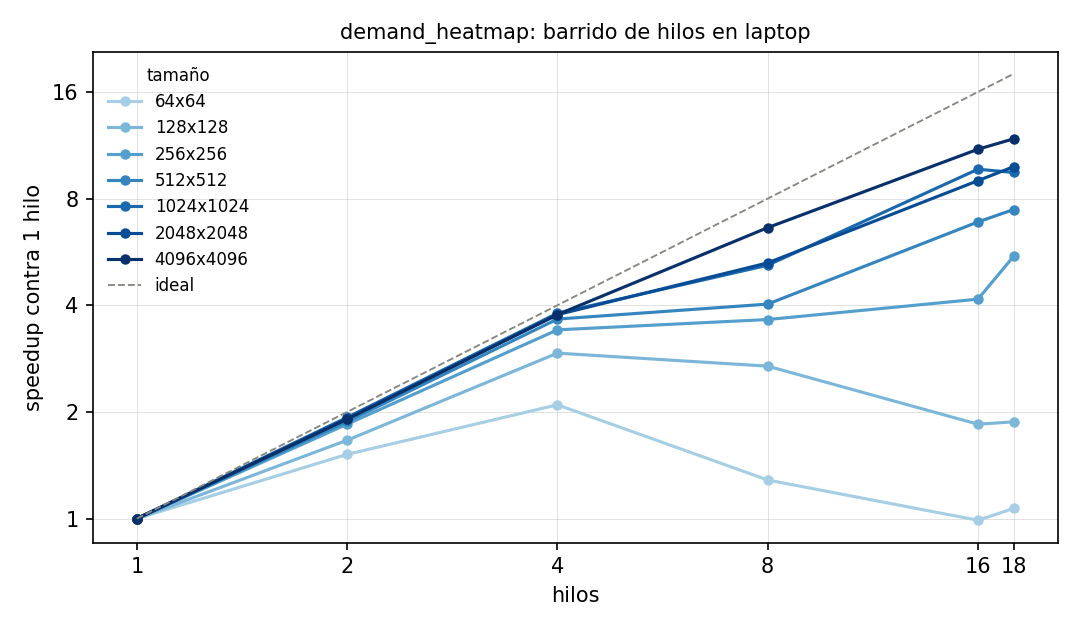 demand_heatmap: barrido de hilos en laptop
speedup contra 1 hilo
16
8
4
2
1
tamaño
64x64
128x128
256x256
512x512
1024x1024
2048x2048
4096x4096
ideal
1 2 4 8 16 18
hilos